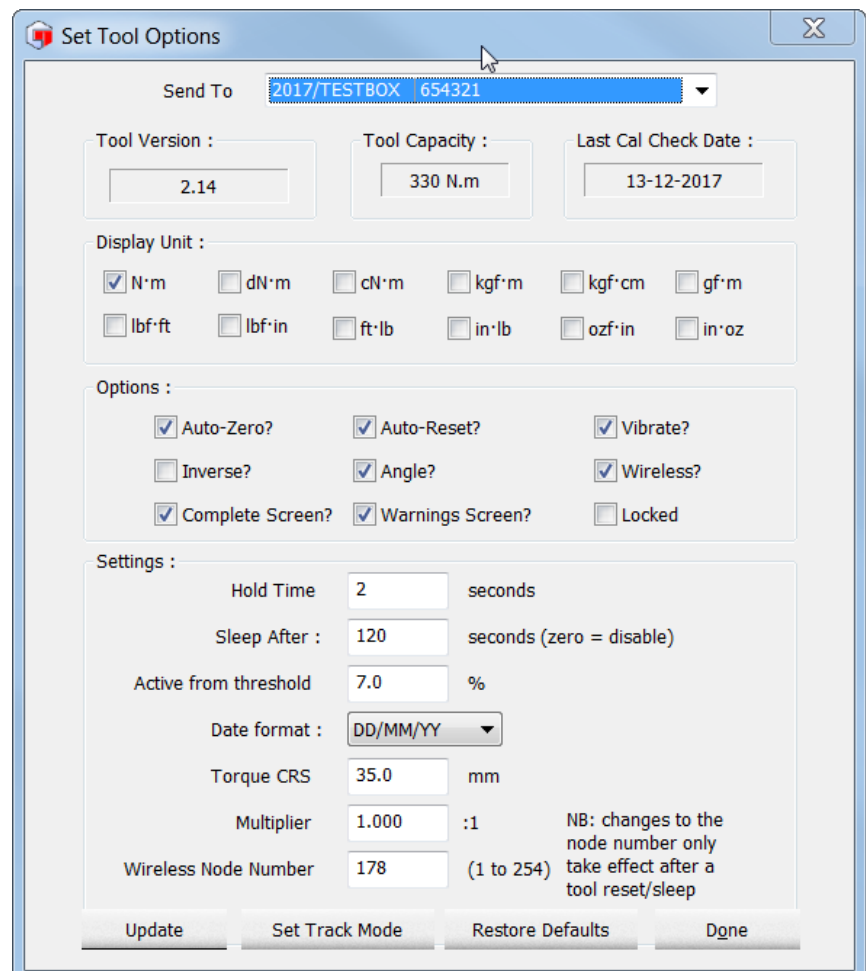 Set Tool Options
Send To 2017/TESTBOX 654321
Tool Version : Tool Capacity : Last Cal Check Date :
2.14 330 N.m 13-12-2017
Display Unit :
N·m dN·m cN·m kgf·m kgf·cm gf·m
lbf·ft lbf·in ft·lb in·lb ozf·in in·oz
Options :
Auto-Zero? Auto-Reset? Vibrate?
Inverse? Angle? Wireless?
Complete Screen? Warnings Screen? Locked
Settings :
Hold Time 2 seconds
Sleep After : 120 seconds (zero = disable)
Active from threshold 7.0 %
Date format : DD/MM/YY
Torque CRS 35.0 mm
Multiplier 1.000 :1 NB: changes to the
node number only
Wireless Node Number 178 (1 to 254) take effect after a
tool reset/sleep
Update Set Track Mode Restore Defaults Done